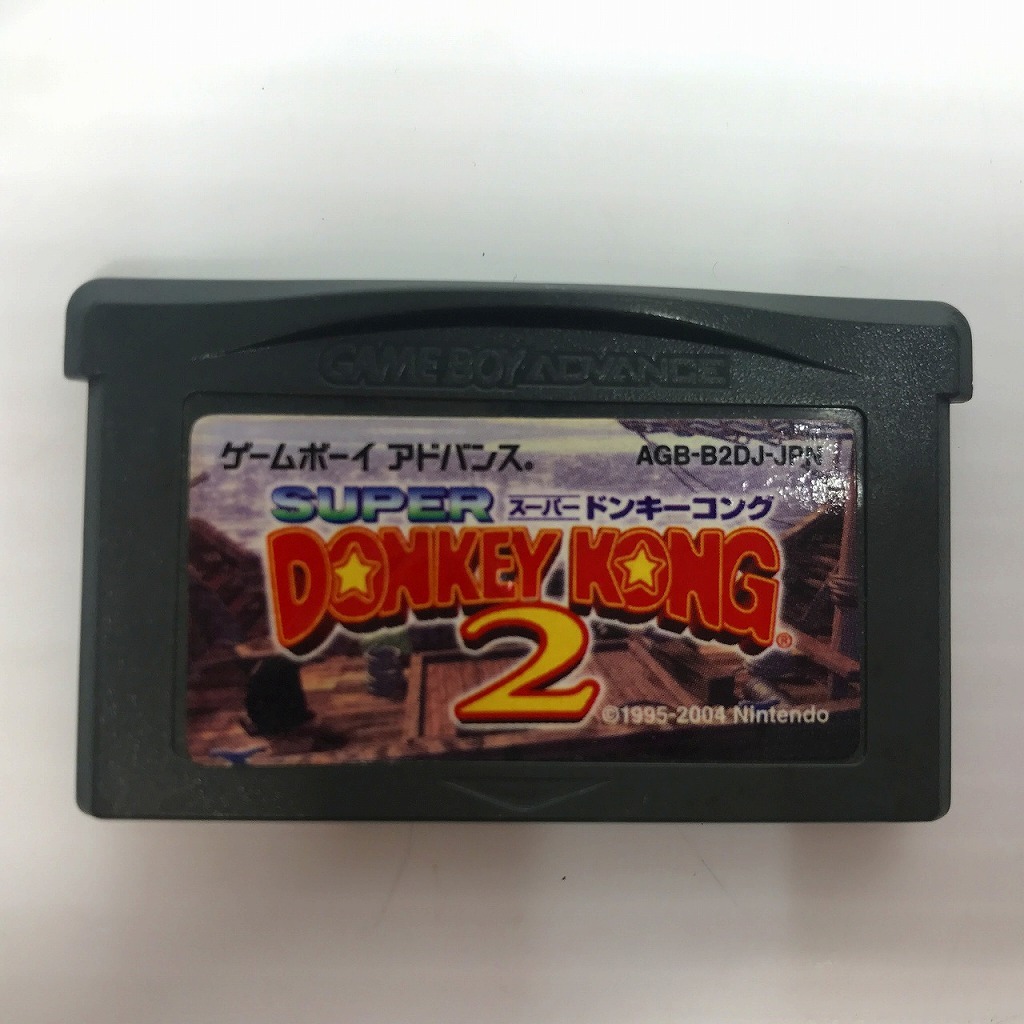 GAME BOY ADVANCE
ゲームボーイ アドバンス®
AGB-B2DJ-JPN
SUPER スーパードンキーコング
DONKEY KONG®
2
©1995-2004 Nintendo